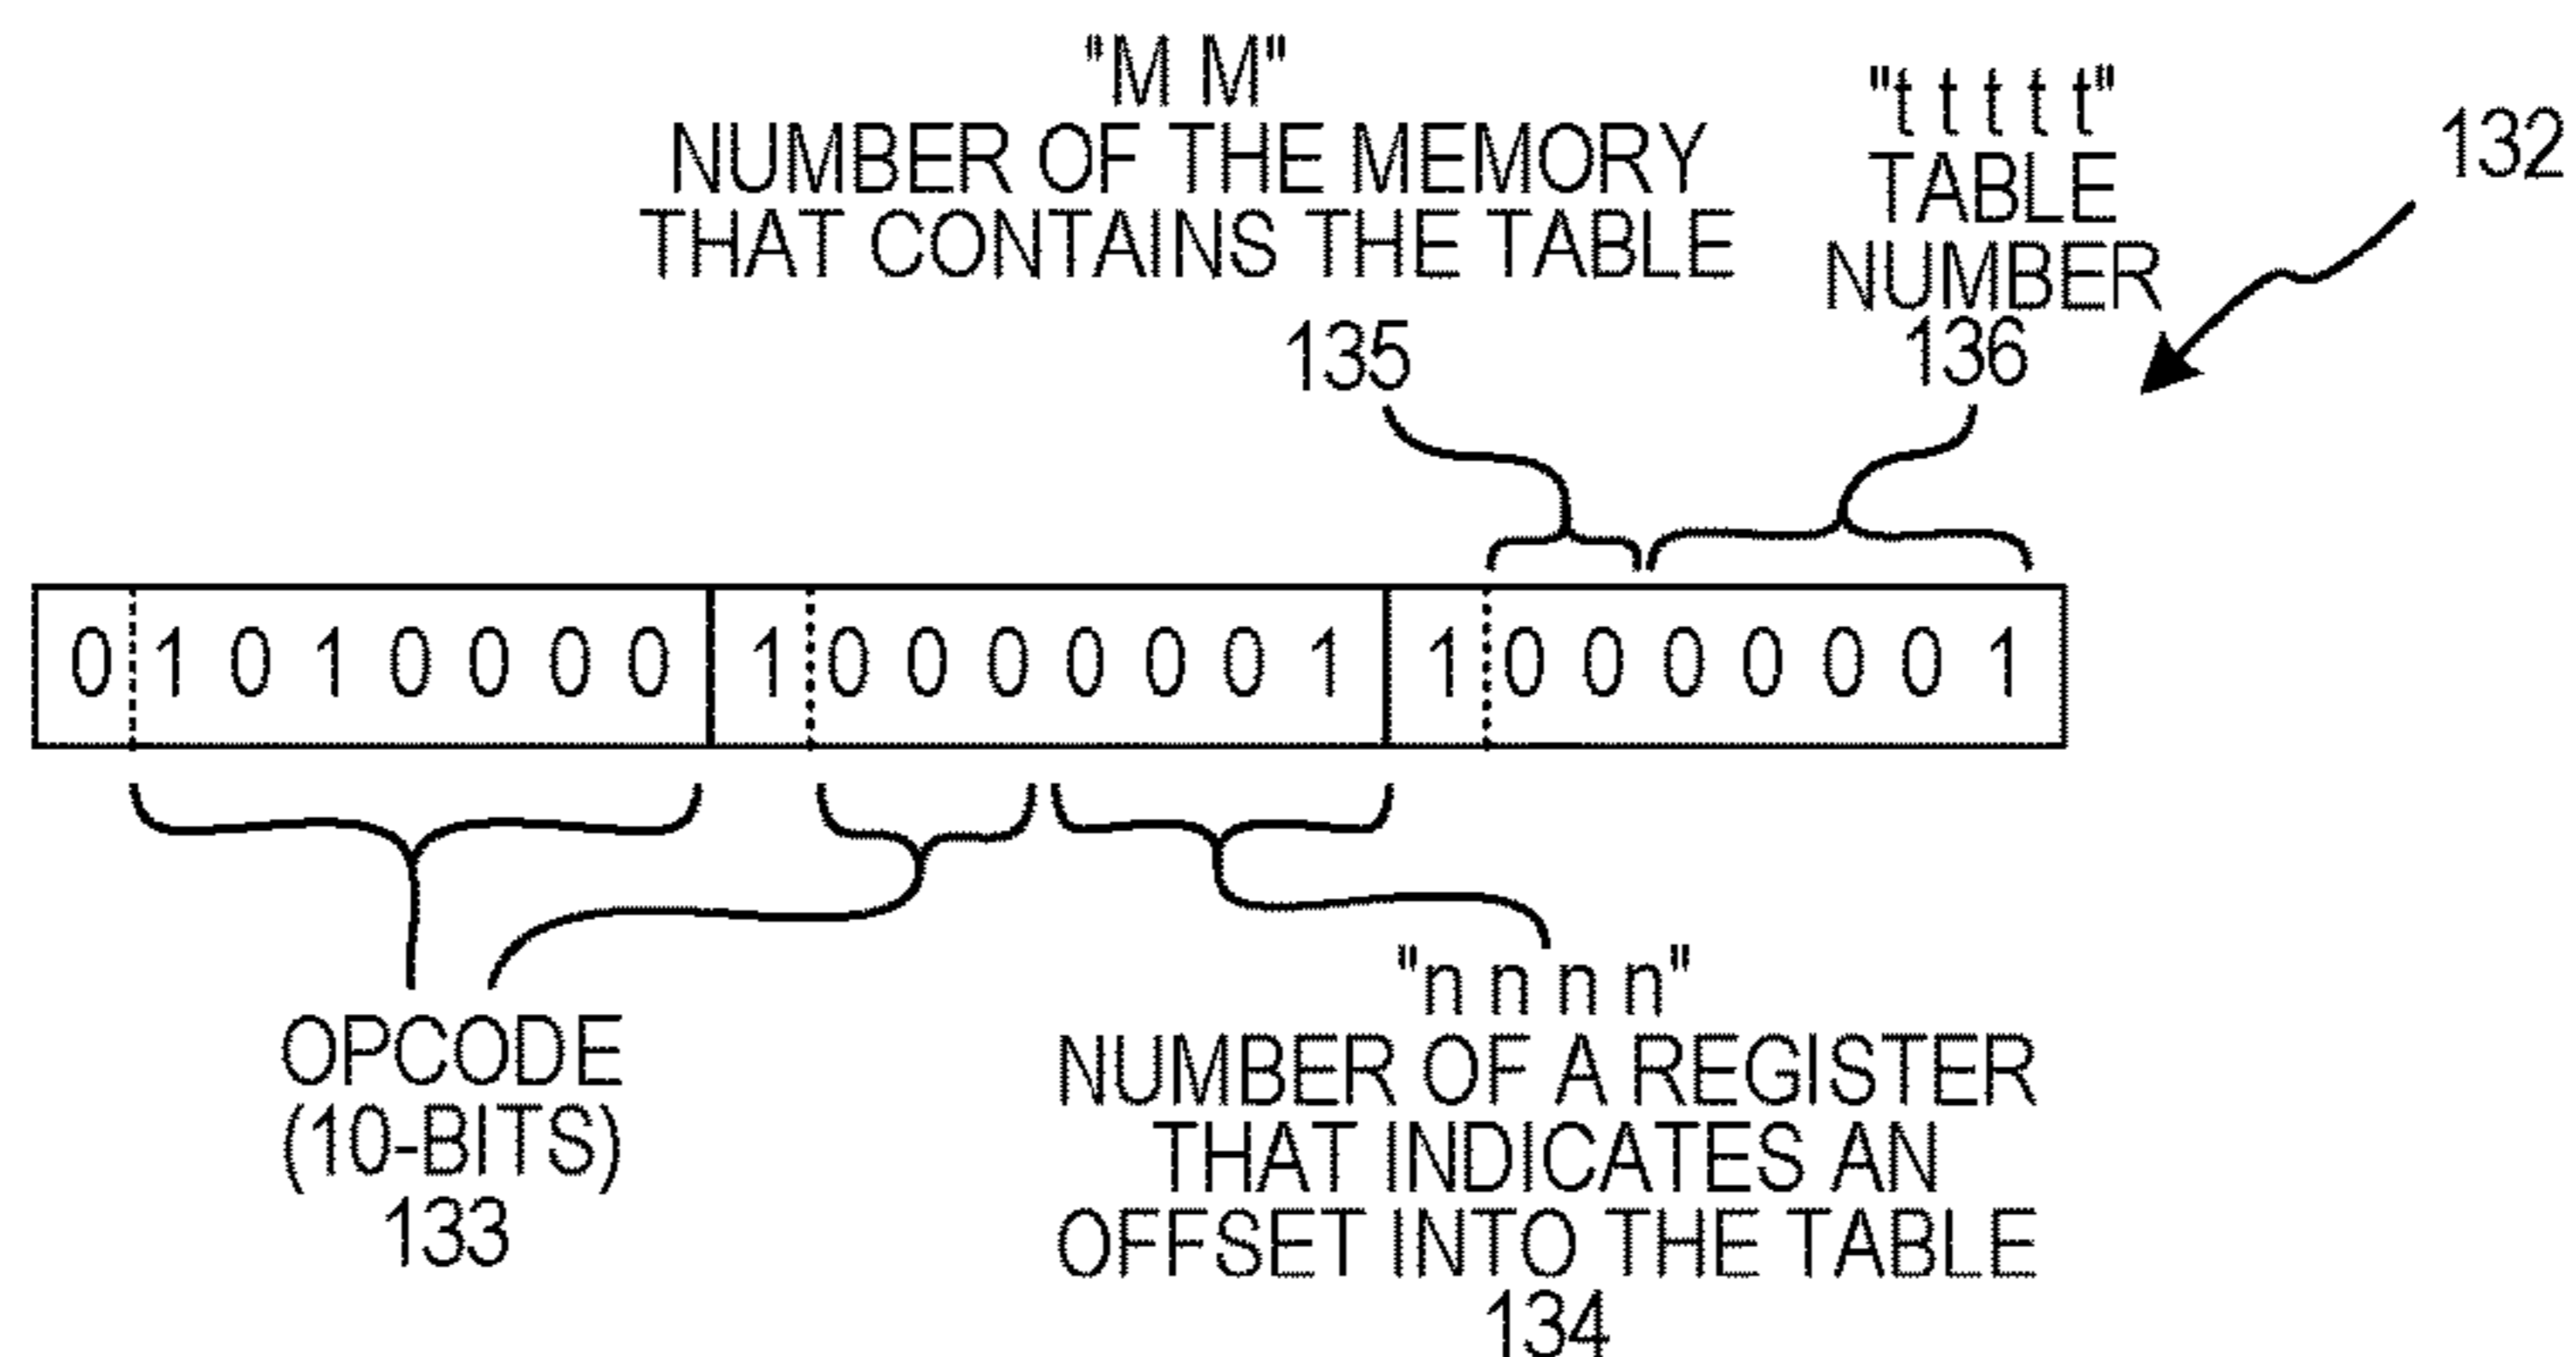 "M M"
NUMBER OF THE MEMORY
THAT CONTAINS THE TABLE
135
"t t t t t"
TABLE
NUMBER
136
132
0 1 0 1 0 0 0 0 1 0 0 0 0 0 0 1 1 0 0 0 0 0 0 1
OPCODE
(10-BITS)
133
"n n n n"
NUMBER OF A REGISTER
THAT INDICATES AN
OFFSET INTO THE TABLE
134